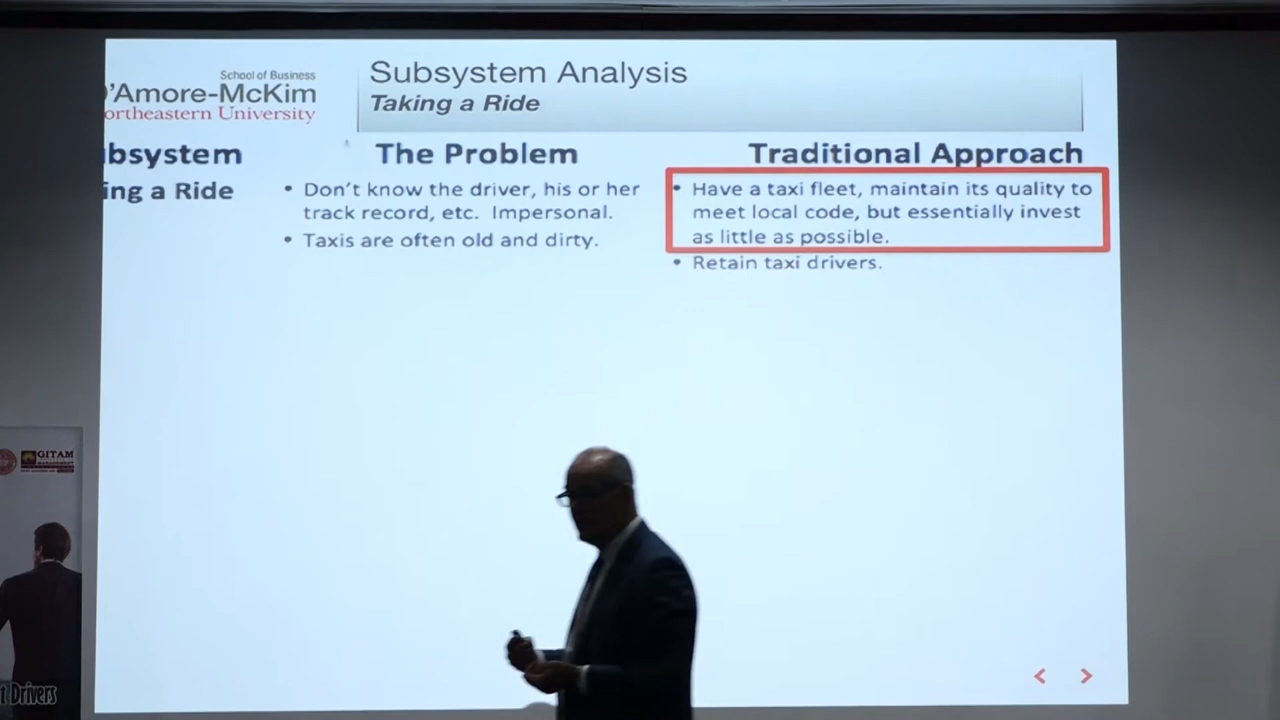 School of Business
'Amore-McKim
ortheastern University
Subsystem Analysis
Taking a Ride
bsystem
The Problem
Traditional Approach
ing a Ride
• Don't know the driver, his or her
track record, etc. Impersonal.
• Taxis are often old and dirty.
• Have a taxi fleet, maintain its quality to
meet local code, but essentially invest
as little as possible.
• Retain taxi drivers.
< >
GITAM
t Drivers